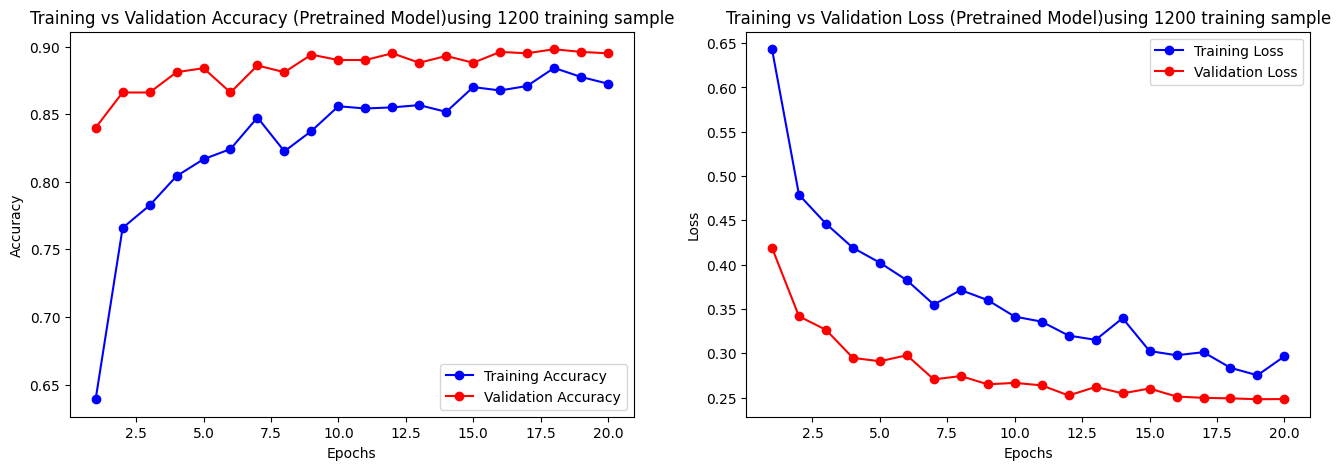 Training vs Validation Accuracy (Pretrained Model)using 1200 training sample
0.90
0.85
0.80
0.75
0.70
0.65
Accuracy
Training Accuracy
Validation Accuracy
2.5 5.0 7.5 10.0 12.5 15.0 17.5 20.0
Epochs
Training vs Validation Loss (Pretrained Model)using 1200 training sample
0.65
0.60
0.55
0.50
0.45
0.40
0.35
0.30
0.25
Loss
Training Loss
Validation Loss
2.5 5.0 7.5 10.0 12.5 15.0 17.5 20.0
Epochs